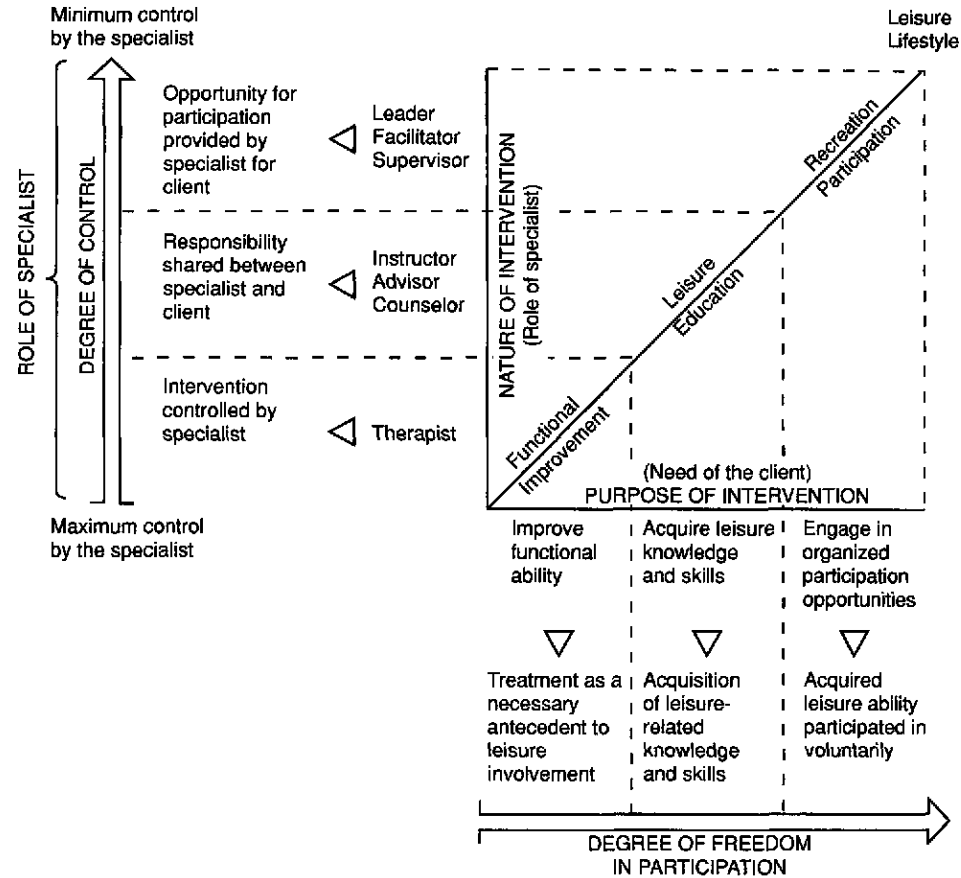 Minimum control
by the specialist
Leisure
Lifestyle
ROLE OF SPECIALIST
DEGREE OF CONTROL
Opportunity for
participation
provided by
specialist for
client
Leader
Facilitator
Supervisor
Responsibility
shared between
specialist and
client
Instructor
Advisor
Counselor
Intervention
controlled by
specialist
Therapist
Maximum control
by the specialist
NATURE OF INTERVENTION
(Role of specialist)
Recreation
Participation
Leisure
Education
Functional
Improvement
(Need of the client)
PURPOSE OF INTERVENTION
Improve
functional
ability
Acquire leisure
knowledge
and skills
Engage in
organized
participation
opportunities
Treatment as a
necessary
antecedent to
leisure
involvement
Acquisition
of leisure-
related
knowledge
and skills
Acquired
leisure ability
participated in
voluntarily
DEGREE OF FREEDOM
IN PARTICIPATION